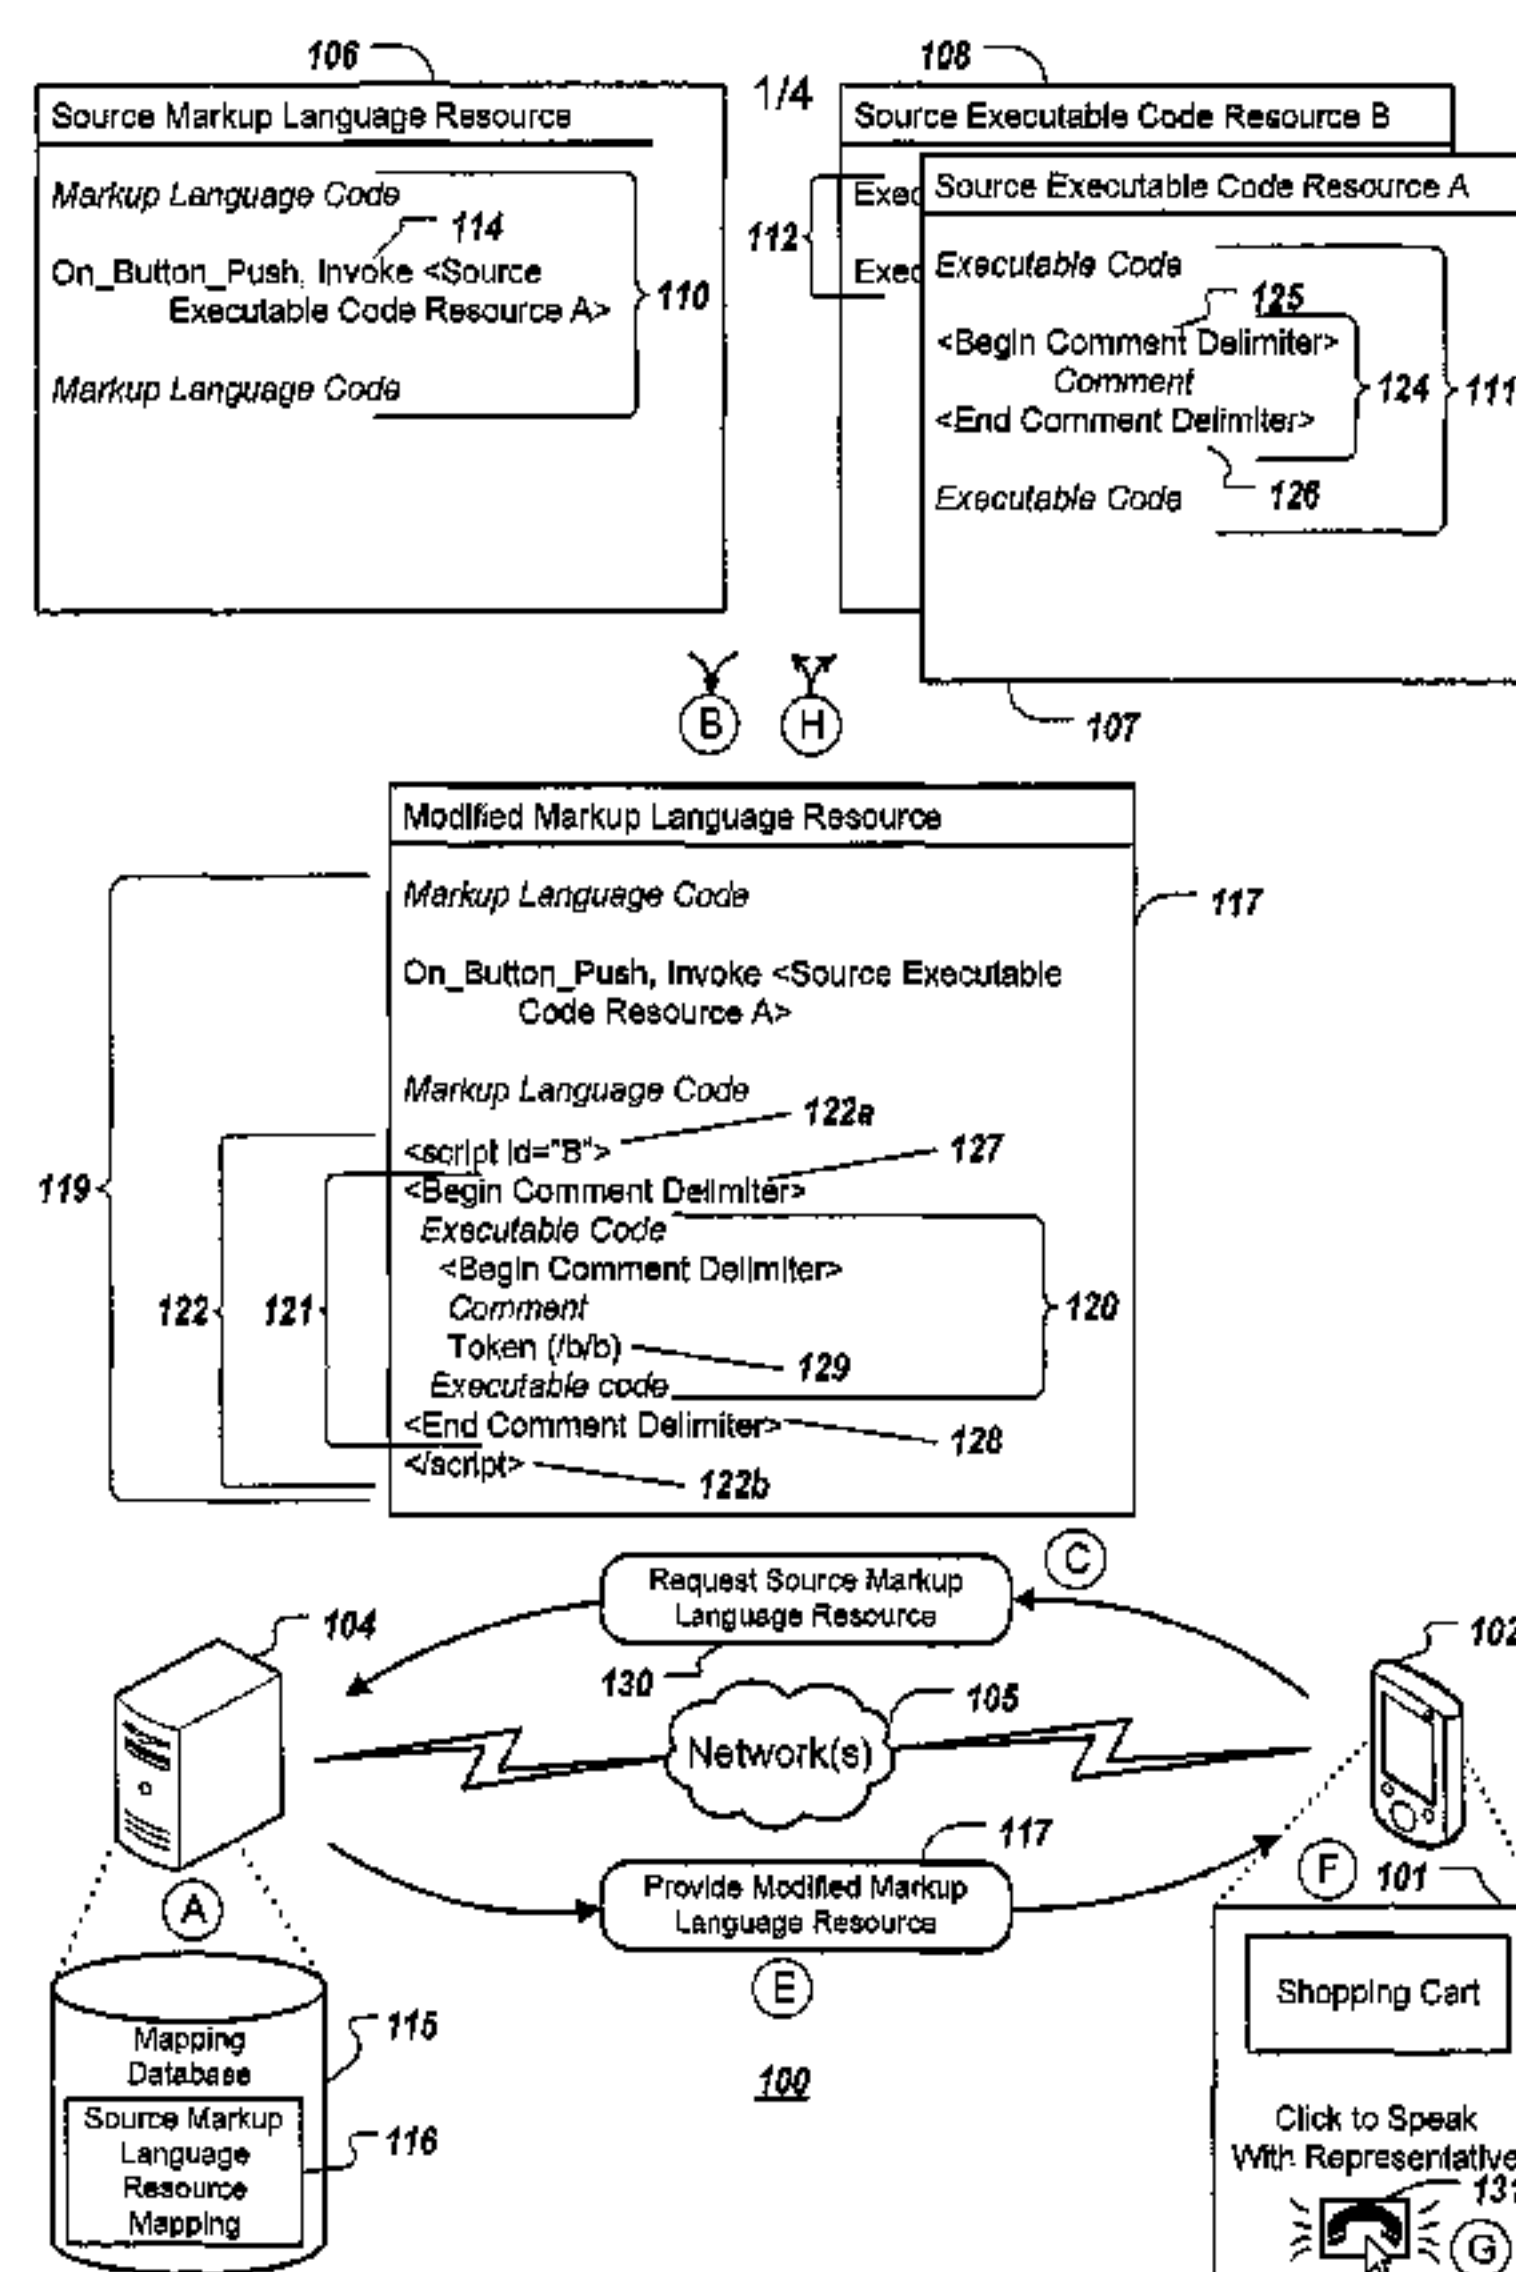 106
108
1/4
Source Markup Language Resource
Source Executable Code Resource B
Source Executable Code Resource A
Markup Language Code
114
On_Button_Push, Invoke <Source
Executable Code Resource A>
110
Markup Language Code
112
Exec
Exec
Executable Code
125
<Begin Comment Delimiter>
Comment
124
111
<End Comment Delimiter>
Executable Code
126
B
H
107
Modified Markup Language Resource
Markup Language Code
117
On_Button_Push, Invoke <Source Executable
Code Resource A>
Markup Language Code
122a
<script id="B">
127
119
<Begin Comment Delimiter>
Executable Code
<Begin Comment Delimiter>
122
121
Comment
120
Token (/b/b)
129
Executable code
<End Comment Delimiter>
128
</script>
122b
C
Request Source Markup
Language Resource
104
102
130
105
Network(s)
117
Provide Modified Markup
Language Resource
A
F
101
E
Shopping Cart
Mapping
Database
115
100
Source Markup
Language
Resource
Mapping
116
Click to Speak
With Representative
131
G